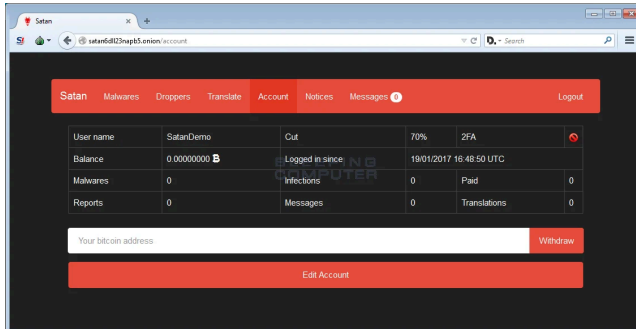 Satan
satan6dll23napb5.onion/account
Search
Satan Malwares Droppers Translate Account Notices Messages 0 Logout
User name SatanDemo Cut 70% 2FA
Balance 0.00000000 Logged in since 19/01/2017 16:48:50 UTC
BLEEPING
COMPUTER
Malwares 0 Infections 0 Paid 0
Reports 0 Messages 0 Translations 0
Your bitcoin address Withdraw
Edit Account